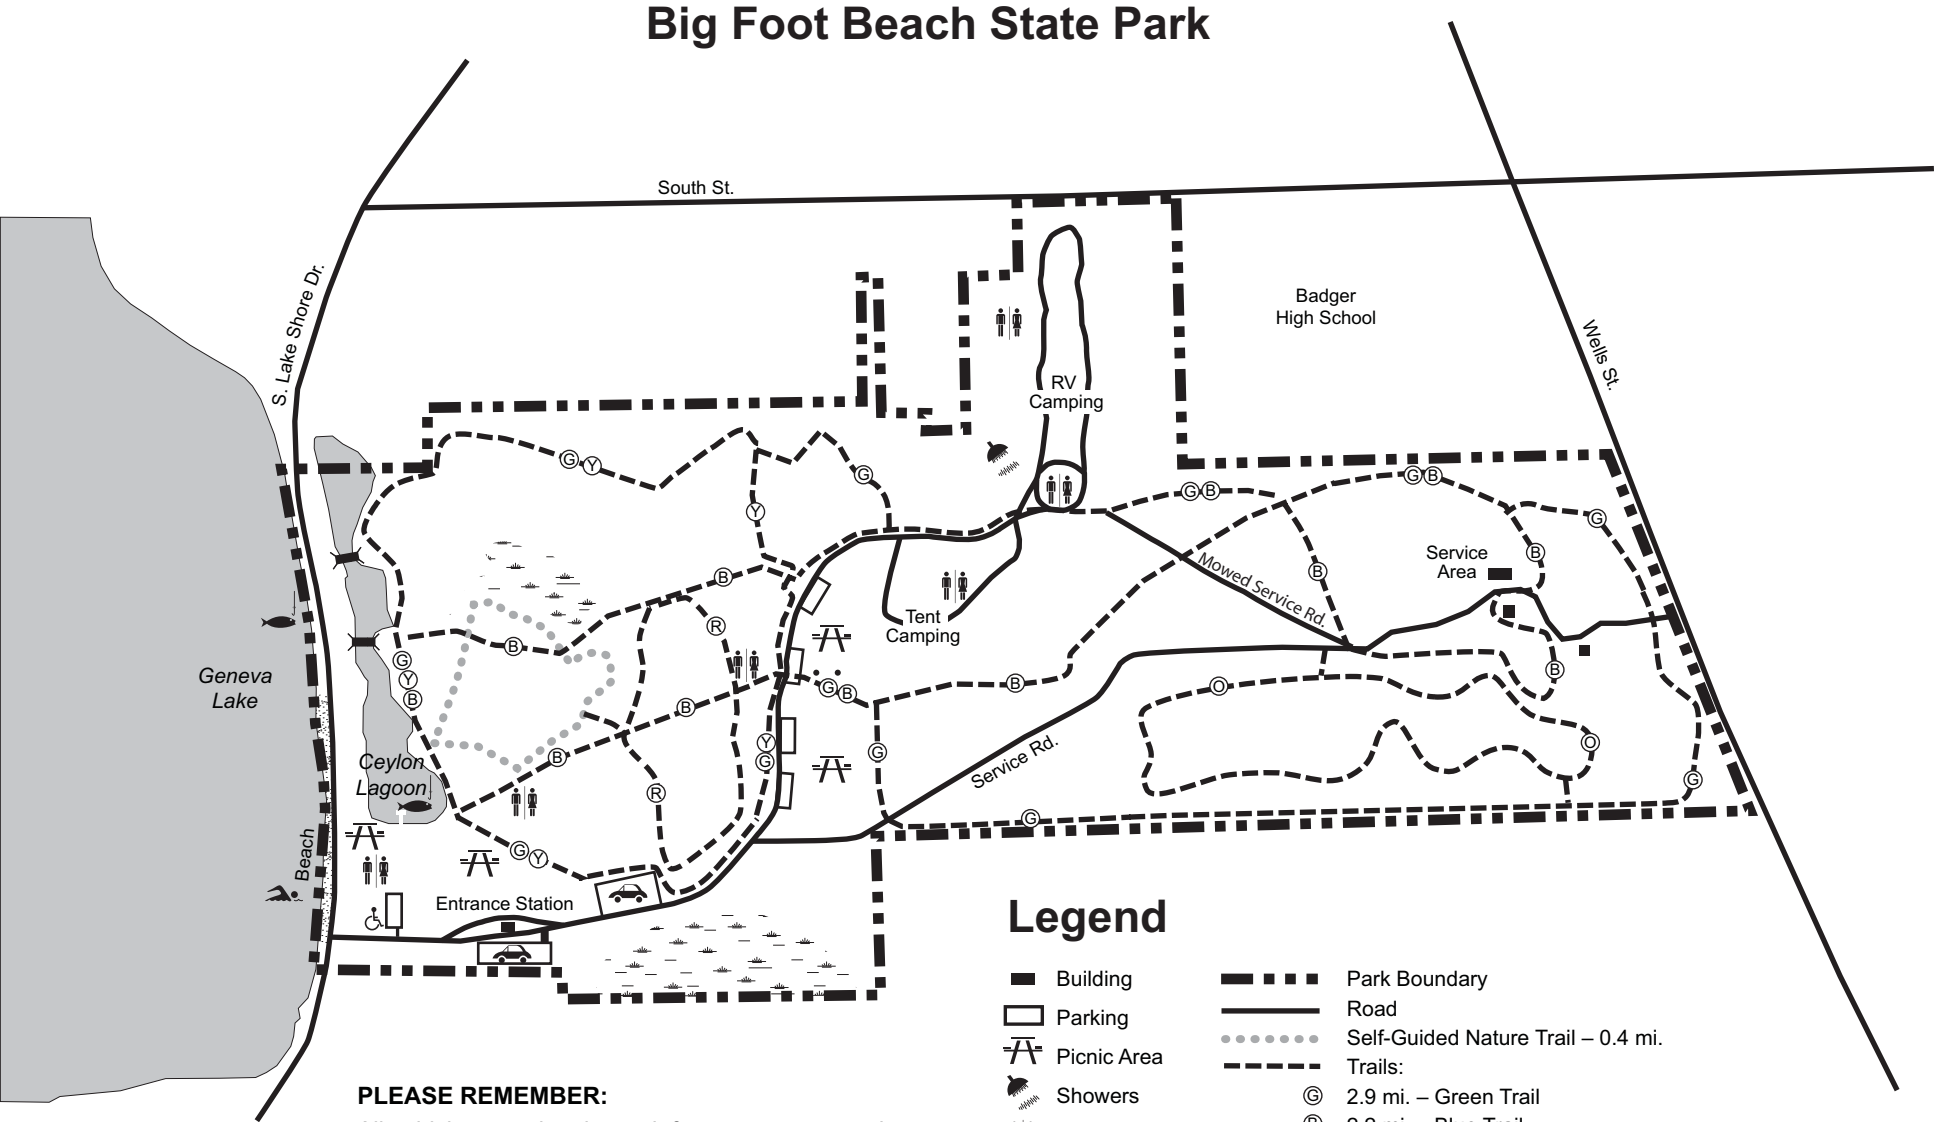 Big Foot Beach State Park
South St.
S. Lake Shore Dr.
Badger
High School
Wells St.
RV
Camping
G Y
G
Y
G B
G B
G
B
B
Service
Area
Mowed Service Rd.
Tent
Camping
B
R
B
G
Y
B
Geneva
Lake
B
G B
B
O
B
Y
G
G
O
G
B
R
Service Rd.
Ceylon
Lagoon
G
Beach
G Y
Entrance Station
Legend
Building
Parking
Picnic Area
Showers
Park Boundary
Road
Self-Guided Nature Trail – 0.4 mi.
Trails:
G 2.9 mi. – Green Trail
PLEASE REMEMBER: